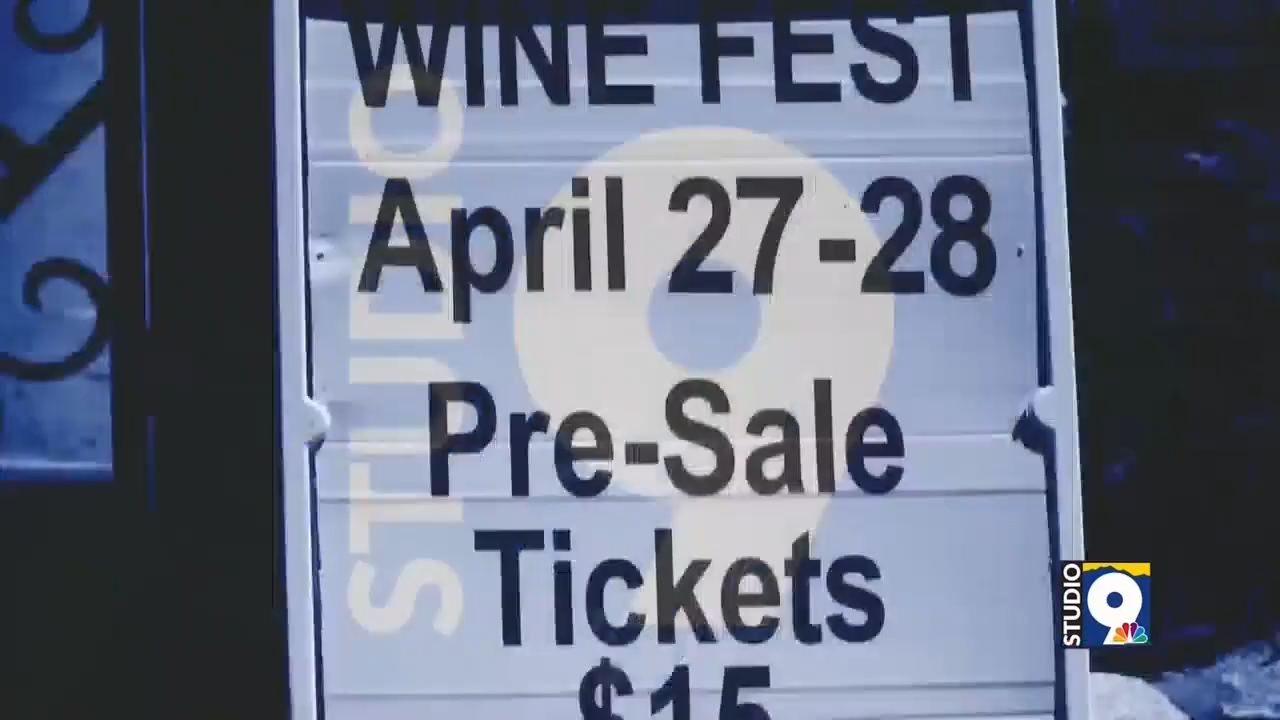 WINE FEST
April 27-28
Pre-Sale
Tickets
$15
STUDIO 9
STUDIO 9